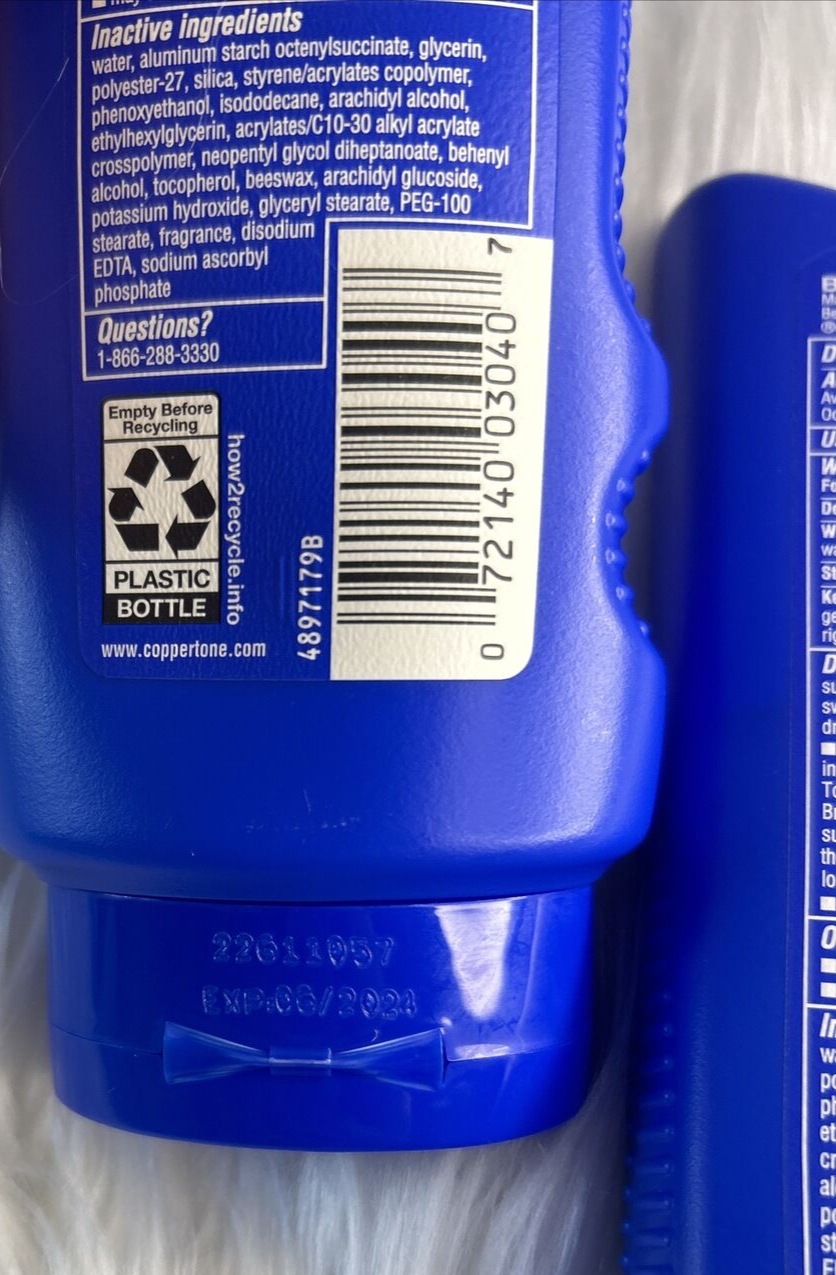 Inactive ingredients
water, aluminum starch octenylsuccinate, glycerin,
polyester-27, silica, styrene/acrylates copolymer,
phenoxyethanol, isododecane, arachidyl alcohol,
ethylhexylglycerin, acrylates/C10-30 alkyl acrylate
crosspolymer, neopentyl glycol diheptanoate, behenyl
alcohol, tocopherol, beeswax, arachidyl glucoside,
potassium hydroxide, glyceryl stearate, PEG-100
stearate, fragrance, disodium
EDTA, sodium ascorbyl
phosphate
Questions?
1-866-288-3330
Empty Before
Recycling
PLASTIC
BOTTLE
how2recycle.info
www.coppertone.com
4897179B
0 72140 03040 7
22611057
EXP:06/2024